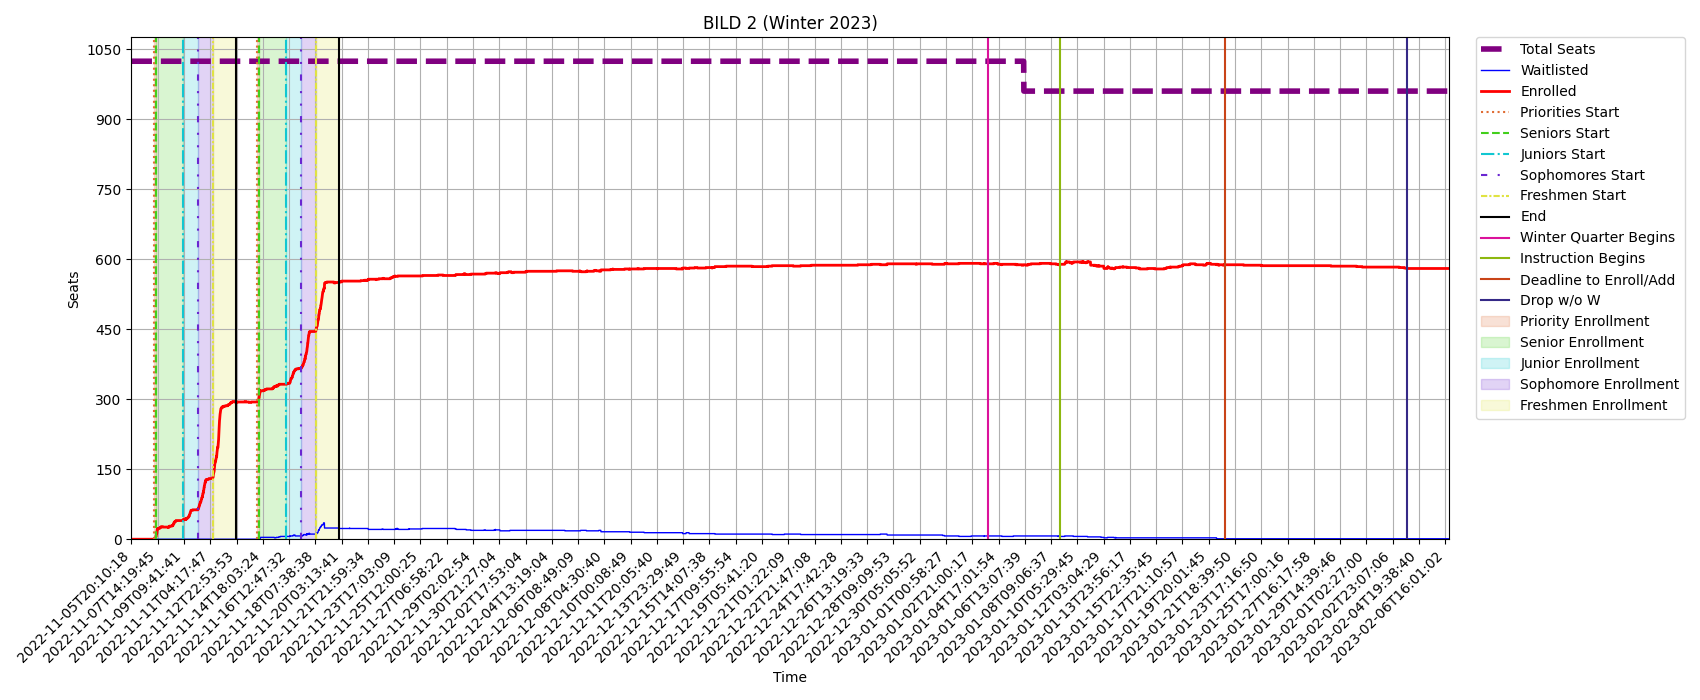 BILD 2 (Winter 2023)
Seats
1050
900
750
600
450
300
150
0
2022-11-05T20:10:18
2022-11-07T14:19:45
2022-11-09T09:41:41
2022-11-11T04:17:47
2022-11-12T22:53:53
2022-11-14T18:03:24
2022-11-16T12:47:32
2022-11-18T07:38:38
2022-11-20T03:13:41
2022-11-21T21:59:34
2022-11-23T17:03:09
2022-11-25T12:00:25
2022-11-27T06:58:22
2022-11-29T02:02:54
2022-11-30T21:27:04
2022-12-02T17:53:04
2022-12-04T13:19:04
2022-12-06T08:49:09
2022-12-08T04:30:40
2022-12-10T00:08:49
2022-12-11T20:05:40
2022-12-13T23:29:49
2022-12-15T14:07:38
2022-12-17T09:55:54
2022-12-19T05:41:20
2022-12-21T01:22:09
2022-12-22T21:47:08
2022-12-24T17:42:28
2022-12-26T13:19:33
2022-12-28T09:09:53
2022-12-30T05:05:52
2023-01-01T00:58:27
2023-01-02T21:00:17
2023-01-04T17:01:54
2023-01-06T13:07:39
2023-01-08T09:06:37
2023-01-10T05:29:45
2023-01-12T03:04:29
2023-01-13T23:56:17
2023-01-15T22:35:45
2023-01-17T21:10:57
2023-01-19T20:01:45
2023-01-21T18:39:50
2023-01-23T17:16:50
2023-01-25T17:00:16
2023-01-27T16:17:58
2023-01-29T14:39:46
2023-02-01T02:27:00
2023-02-02T23:07:06
2023-02-04T19:38:40
2023-02-06T16:01:02
Time
Total Seats
Waitlisted
Enrolled
Priorities Start
Seniors Start
Juniors Start
Sophomores Start
Freshmen Start
End
Winter Quarter Begins
Instruction Begins
Deadline to Enroll/Add
Drop w/o W
Priority Enrollment
Senior Enrollment
Junior Enrollment
Sophomore Enrollment
Freshmen Enrollment